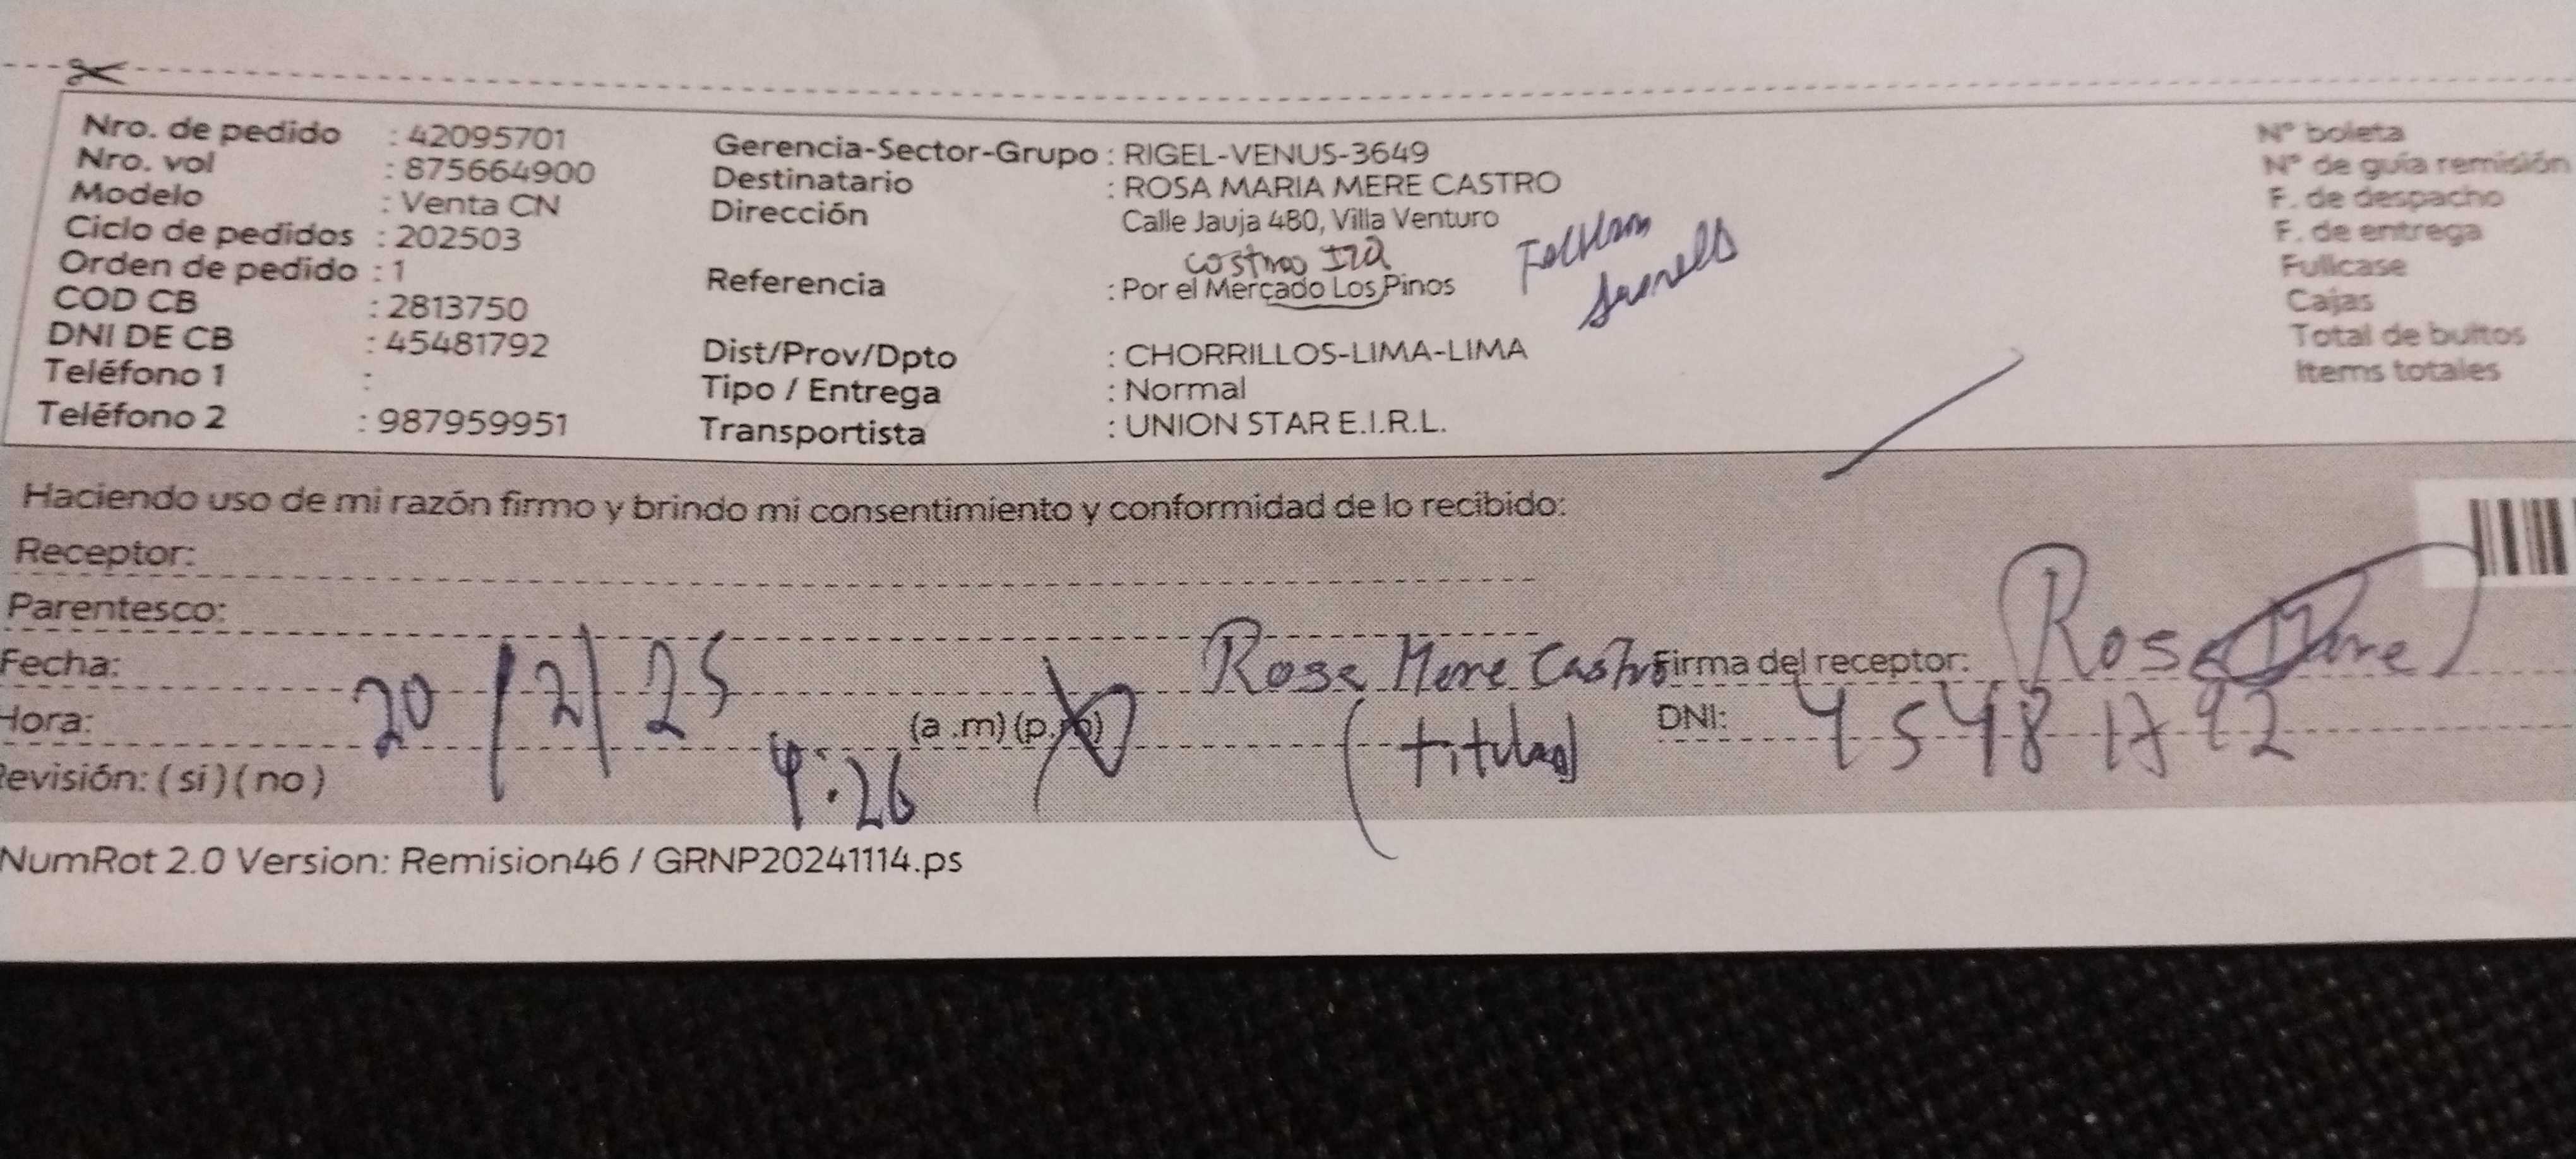 Nro. de pedido : 42095701
Nro. vol : 875664900
Modelo : Venta CN
Ciclo de pedidos : 202503
Orden de pedido : 1
COD CB : 2813750
DNI DE CB : 45481792
Teléfono 1 :
Teléfono 2 : 987959951
Gerencia-Sector-Grupo : RIGEL-VENUS-3649
Destinatario : ROSA MARIA MERE CASTRO
Dirección Calle Jauja 480, Villa Venturo
Referencia : Por el Mercado Los Pinos
Dist/Prov/Dpto : CHORRILLOS-LIMA-LIMA
Tipo / Entrega : Normal
Transportista : UNION STAR E.I.R.L.
N° boleta
N° de guía remisión
F. de despacho
F. de entrega
Fullcase
Cajas
Total de bultos
Items totales
Haciendo uso de mi razón firmo y brindo mi consentimiento y conformidad de lo recibido:
Receptor:
Parentesco:
Fecha: 20/2/25
Rosa Mere Castro
Firma del receptor: Rosa Mere
Hora: 4:26 (a .m) (p.m)
(titular)
DNI: 45481792
Revisión: ( si ) ( no )
NumRot 2.0 Version: Remision46 / GRNP20241114.ps